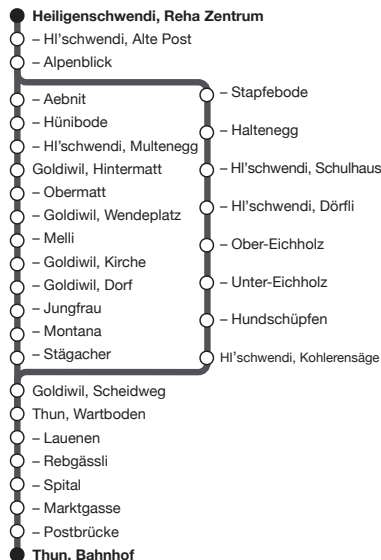 Heiligenschwendi, Reha Zentrum
– Hl'schwendi, Alte Post
– Alpenblick
– Aebnit
– Hünibode
– Hl'schwendi, Multenegg
Goldiwil, Hintermatt
– Obermatt
– Goldiwil, Wendeplatz
– Melli
– Goldiwil, Kirche
– Goldiwil, Dorf
– Jungfrau
– Montana
– Stägacher
– Stapfebode
– Haltenegg
– Hl'schwendi, Schulhaus
– Hl'schwendi, Dörfli
– Ober-Eichholz
– Unter-Eichholz
– Hundschüpfen
Hl'schwendi, Kohlerensäge
Goldiwil, Scheidweg
Thun, Wartboden
– Lauenen
– Rebgässli
– Spital
– Marktgasse
– Postbrücke
Thun, Bahnhof